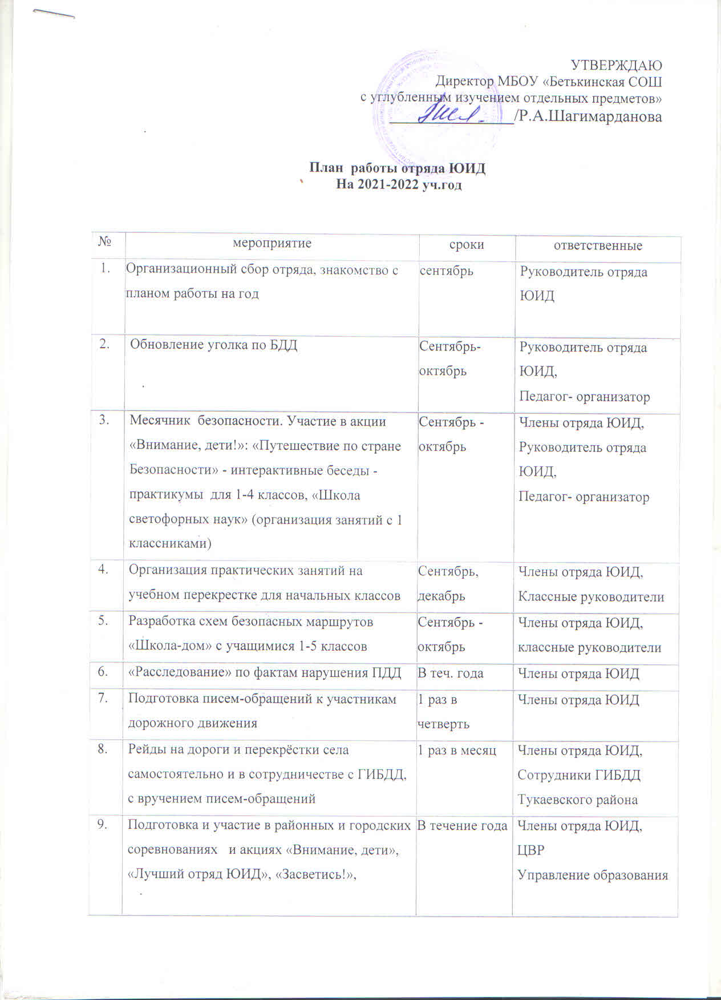 УТВЕРЖДАЮ
Директор МБОУ «Бетькинская СОШ
с углубленным изучением отдельных предметов»
/Р.А.Шагимарданова
План работы отряда ЮИД
На 2021-2022 уч.год
№ мероприятие сроки ответственные
1. Организационный сбор отряда, знакомство с сентябрь Руководитель отряда
планом работы на год ЮИД
2. Обновление уголка по БДД Сентябрь- Руководитель отряда
октябрь ЮИД,
Педагог- организатор
3. Месячник безопасности. Участие в акции Сентябрь - Члены отряда ЮИД,
«Внимание, дети!»: «Путешествие по стране октябрь Руководитель отряда
Безопасности» - интерактивные беседы - ЮИД,
практикумы для 1-4 классов, «Школа Педагог- организатор
светофорных наук» (организация занятий с 1
классниками)
4. Организация практических занятий на Сентябрь, Члены отряда ЮИД,
учебном перекрестке для начальных классов декабрь Классные руководители
5. Разработка схем безопасных маршрутов Сентябрь - Члены отряда ЮИД,
«Школа-дом» с учащимися 1-5 классов октябрь классные руководители
6. «Расследование» по фактам нарушения ПДД В теч. года Члены отряда ЮИД
7. Подготовка писем-обращений к участникам 1 раз в Члены отряда ЮИД
дорожного движения четверть
8. Рейды на дороги и перекрёстки села 1 раз в месяц Члены отряда ЮИД,
самостоятельно и в сотрудничестве с ГИБДД, Сотрудники ГИБДД
с вручением писем-обращений Тукаевского района
9. Подготовка и участие в районных и городских В течение года Члены отряда ЮИД,
соревнованиях и акциях «Внимание, дети», ЦВР
«Лучший отряд ЮИД», «Засветись!», Управление образования